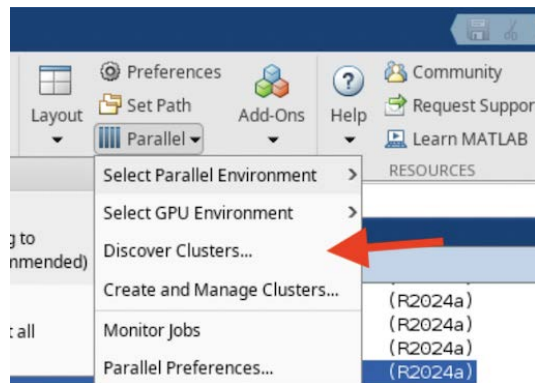 Preferences
Set Path
Parallel
Layout
Add-Ons
Help
Community
Request Suppor
Learn MATLAB
RESOURCES
Select Parallel Environment
Select GPU Environment
Discover Clusters...
Create and Manage Clusters...
Monitor Jobs
Parallel Preferences...
g to
mmended)
t all
(R2024a)
(R2024a)
(R2024a)
(R2024a)